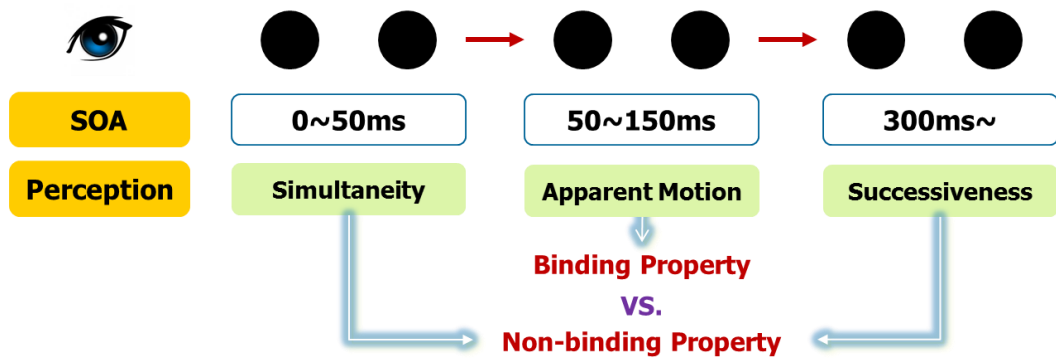 SOA 0~50ms 50~150ms 300ms~
Perception Simultaneity Apparent Motion Successiveness
Binding Property
VS.
Non-binding Property